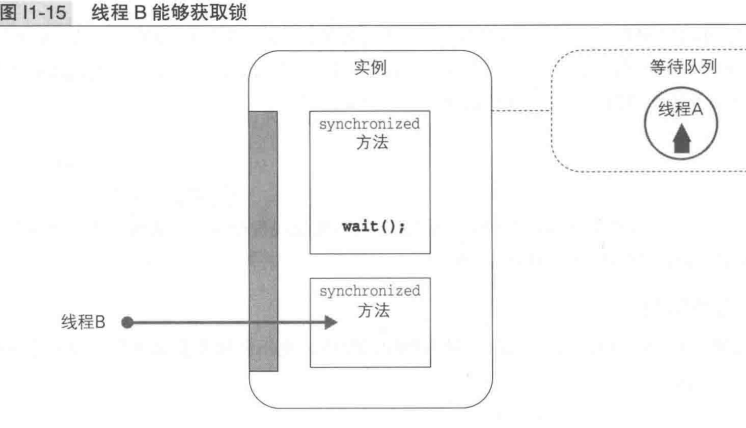 图 I1-15 线程 B 能够获取锁
实例
等待队列
线程A
synchronized
方法
wait();
synchronized
方法
线程B